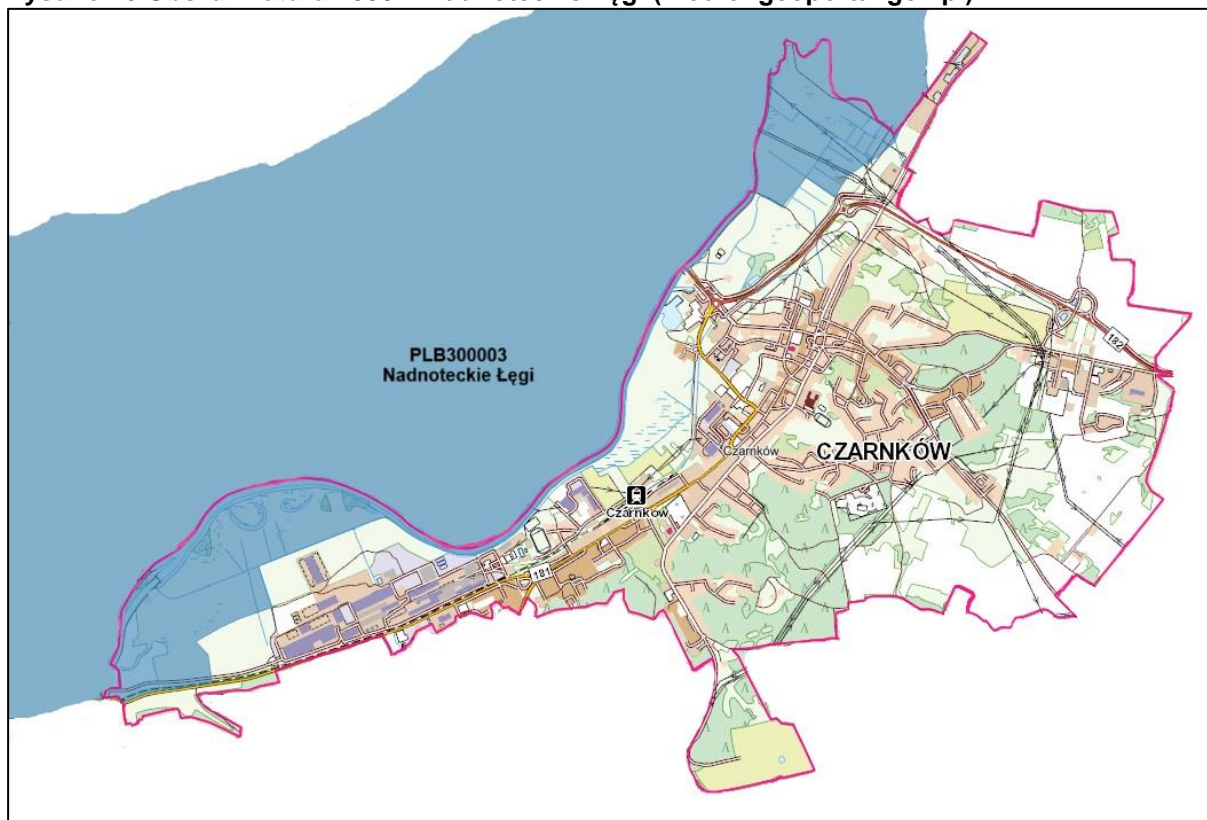 PLB300003
Nadnoteckie Łęgi
182
CZARNKÓW
Czarnków
Czarnków
181